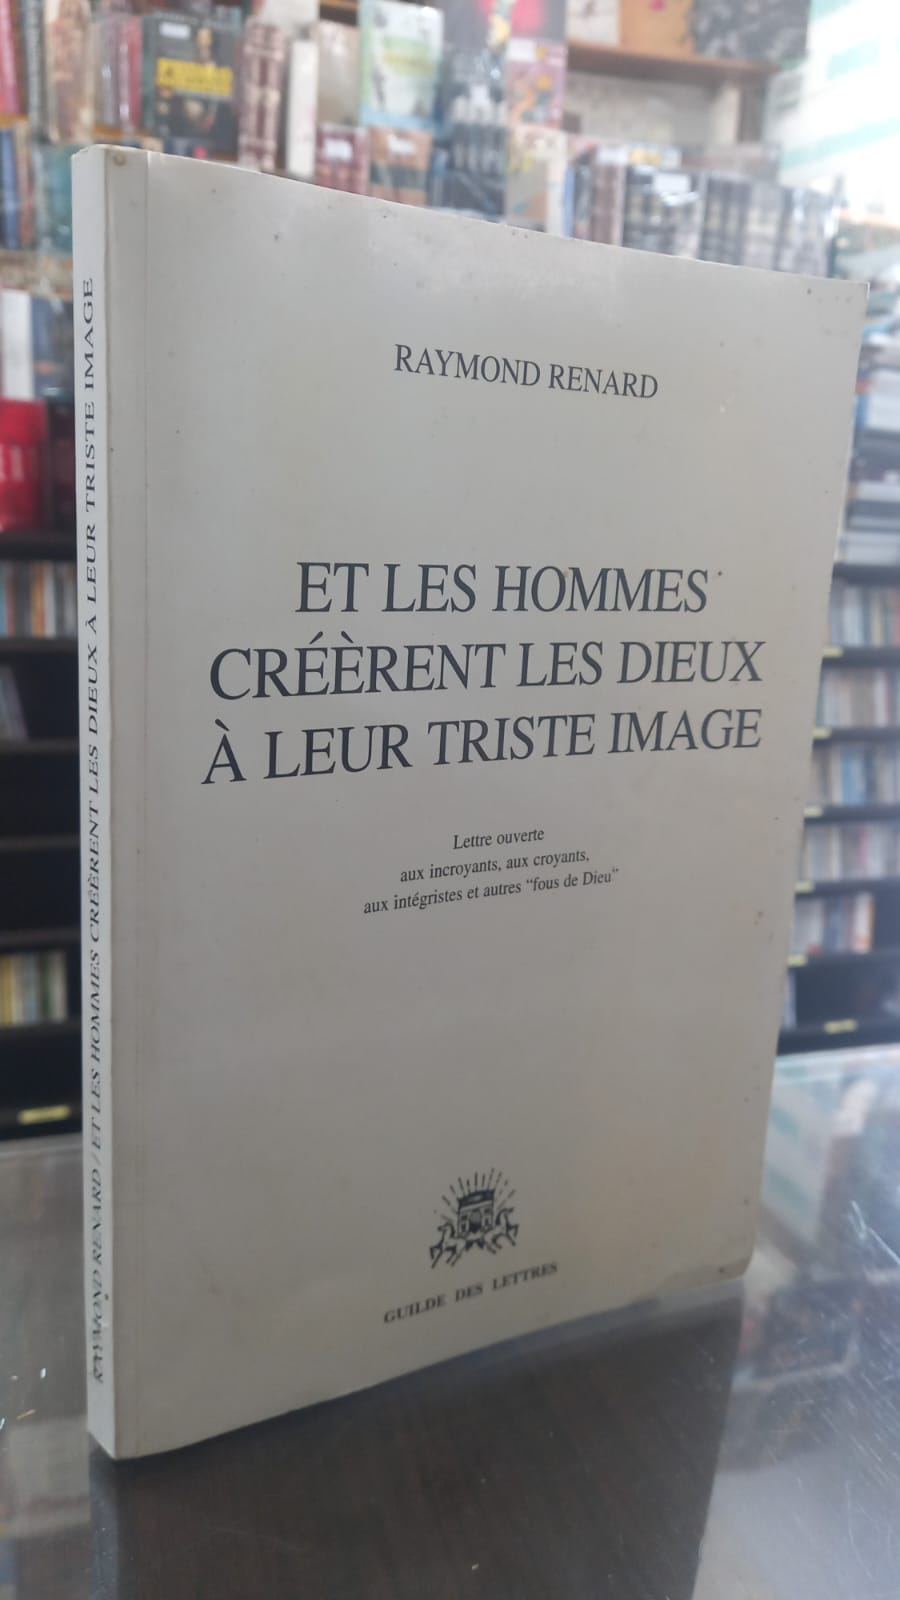 RAYMOND RENARD
ET LES HOMMES
CRÉÈRENT LES DIEUX
À LEUR TRISTE IMAGE
Lettre ouverte
aux incroyants, aux croyants,
aux intégristes et autres “fous de Dieu”
GUILDE DES LETTRES
RAYMOND RENARD / ET LES HOMMES CRÉÈRENT LES DIEUX À LEUR TRISTE IMAGE